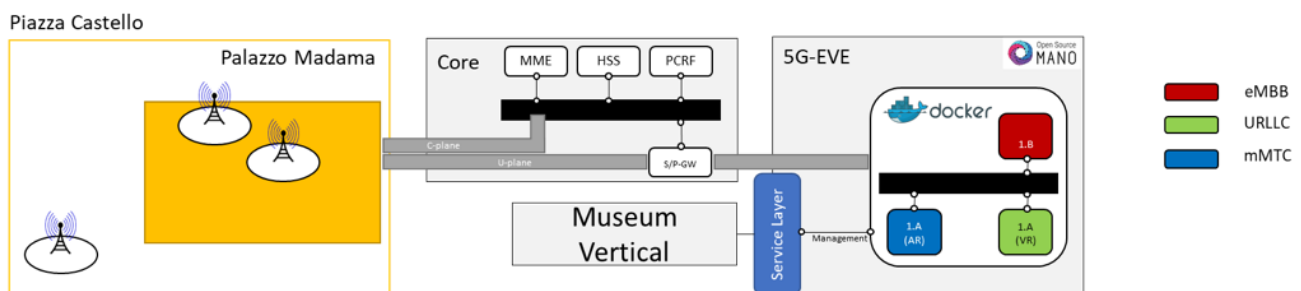 Piazza Castello
Palazzo Madama
Core
MME
HSS
PCRF
C-plane
U-plane
S/P-GW
Museum
Vertical
Service Layer
Management
5G-EVE
Open Source
MANO
docker
1.B
1.A
(AR)
1.A
(VR)
eMBB
URLLC
mMTC